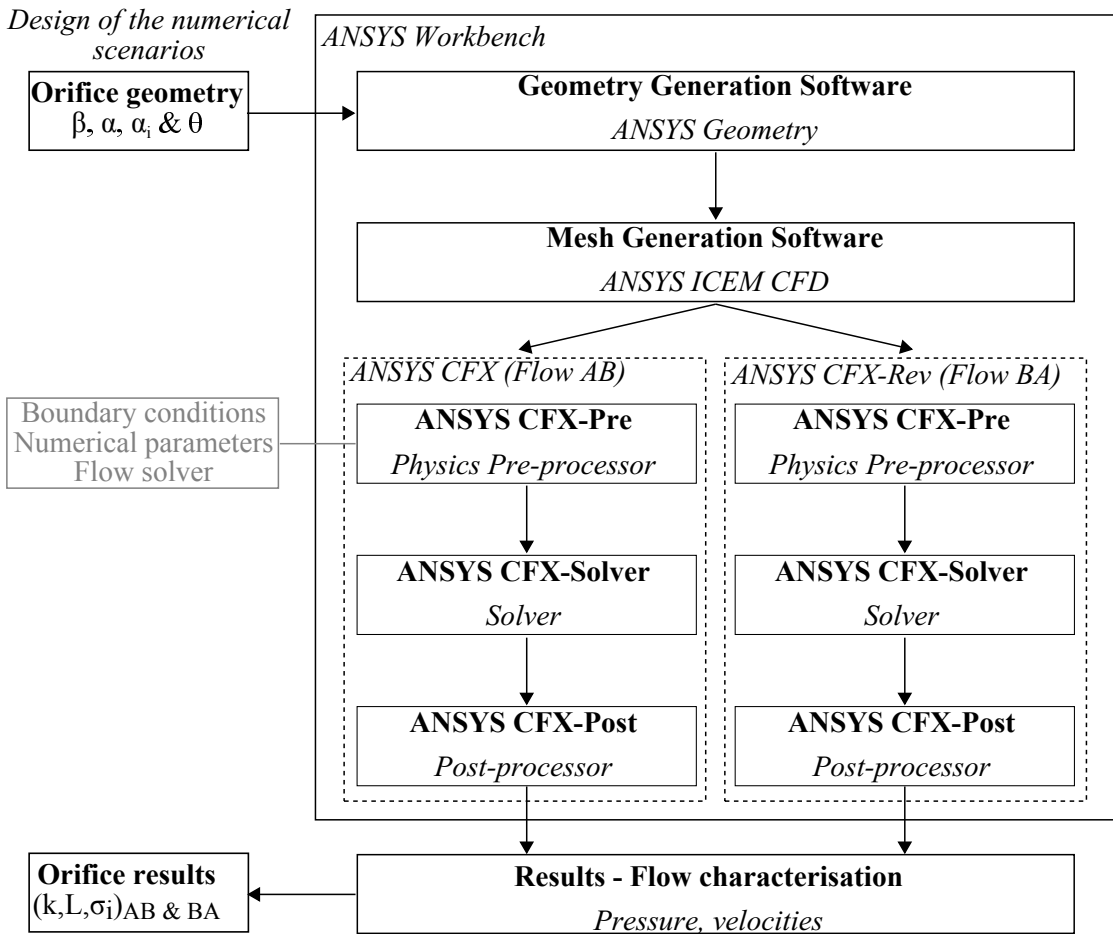 Design of the numerical
scenarios
ANSYS Workbench
Orifice geometry
β, α, αi & θ
Geometry Generation Software
ANSYS Geometry
Mesh Generation Software
ANSYS ICEM CFD
ANSYS CFX (Flow AB)
ANSYS CFX-Rev (Flow BA)
Boundary conditions
Numerical parameters
Flow solver
ANSYS CFX-Pre
Physics Pre-processor
ANSYS CFX-Pre
Physics Pre-processor
ANSYS CFX-Solver
Solver
ANSYS CFX-Solver
Solver
ANSYS CFX-Post
Post-processor
ANSYS CFX-Post
Post-processor
Orifice results
(k,L,σi)AB & BA
Results - Flow characterisation
Pressure, velocities